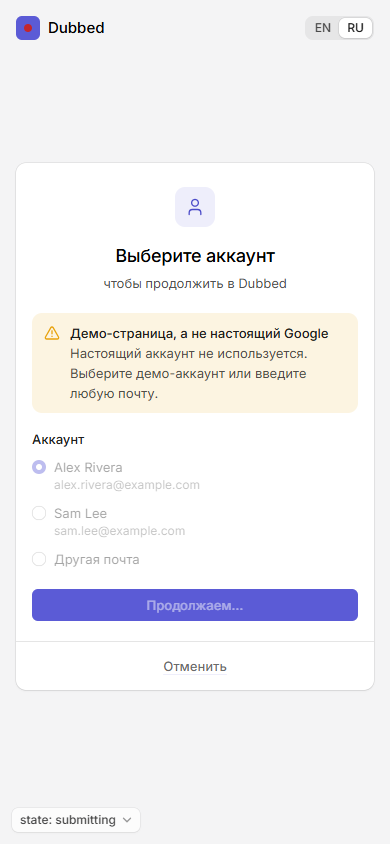 Dubbed
EN RU
Выберите аккаунт
чтобы продолжить в Dubbed
Демо-страница, а не настоящий Google
Настоящий аккаунт не используется.
Выберите демо-аккаунт или введите
любую почту.
Аккаунт
Alex Rivera
alex.rivera@example.com
Sam Lee
sam.lee@example.com
Другая почта
Продолжаем...
Отменить
state: submitting